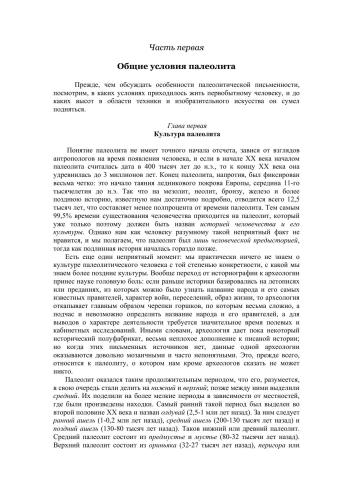 Часть первая
Общие условия палеолита
Прежде, чем обсуждать особенности палеолитической письменности,
посмотрим, в каких условиях приходилось жить первобытному человеку, и до
каких высот в области техники и изобразительного искусства он сумел
подняться.
Глава первая
Культура палеолита
Понятие палеолита не имеет точного начала отсчета, завися от взглядов
антропологов на время появления человека, и если в начале XX века началом
палеолита считалась дата в 400 тысяч лет до н.э., то к концу XX века она
удревнилась до 3 миллионов лет. Конец палеолита, напротив, был фиксирован
весьма четко: это начало таяния ледникового покрова Европы, середина 11-го
тысячелетия до н.э. Так что на мезолит, неолит, бронзу, железо и более
позднюю историю, известную нам достаточно подробно, отводится всего 12,5
тысяч лет, что составляет менее полпроцента от времени палеолита. Тем самым
99,5% времени существования человечества приходится на палеолит, который
уже только поэтому должен быть назван историей человечества и его
культуры. Однако нам к человеку разумному такой неприятный факт не
нравится, и мы полагаем, что палеолит был лишь человеческой предысторией,
тогда как подлинная история началась гораздо позже.
Есть еще один неприятный момент: мы практически ничего не знаем о
культуре палеолитического человека с той степенью конкретности, с какой мы
знаем более поздние культуры. Вообще переход от историографии к археологии
принес науке головную боль: если раньше историки базировались на летописях
или преданиях, из которых можно было узнать название народа и его самых
известных правителей, характер войн, переселений, образ жизни, то археология
откапывает главным образом черепки горшков, по которым весьма сложно, а
подчас и невозможно определить название народа и его правителей, а для
выводов о характере деятельности требуется значительное время полевых и
кабинетных исследований. Иными словами, археология дает пока некоторый
исторический полуфабрикат, весьма неплохое дополнение к писаной истории;
но когда этих письменных источников нет, данные одной археологии
оказываются довольно мозаичными и часто непонятными. Это, прежде всего,
относится к палеолиту, о котором нам кроме археологов сказать не может
никто.
Палеолит оказался таким продолжительным периодом, что его, разумеется,
в свою очередь стали делить на нижний и верхний; позже между ними выделили
средний. Их поделили на более мелкие периоды в зависимости от местностей,
где были произведены находки. Самый ранний такой период был выделен во
второй половине XX века и назван олдувай (2,5-1 млн лет назад). За ним следует
ранний ашель (1-0,2 млн лет назад), средний ашель (200-130 тысяч лет назад) и
поздний ашель (130-80 тысяч лет назад). Таков нижний или древний палеолит.
Средний палеолит состоит из премустье и мустье (80-32 тысячи лет назад).
Верхний палеолит состоит из ориньяка (32-27 тысяч лет назад), перигора или